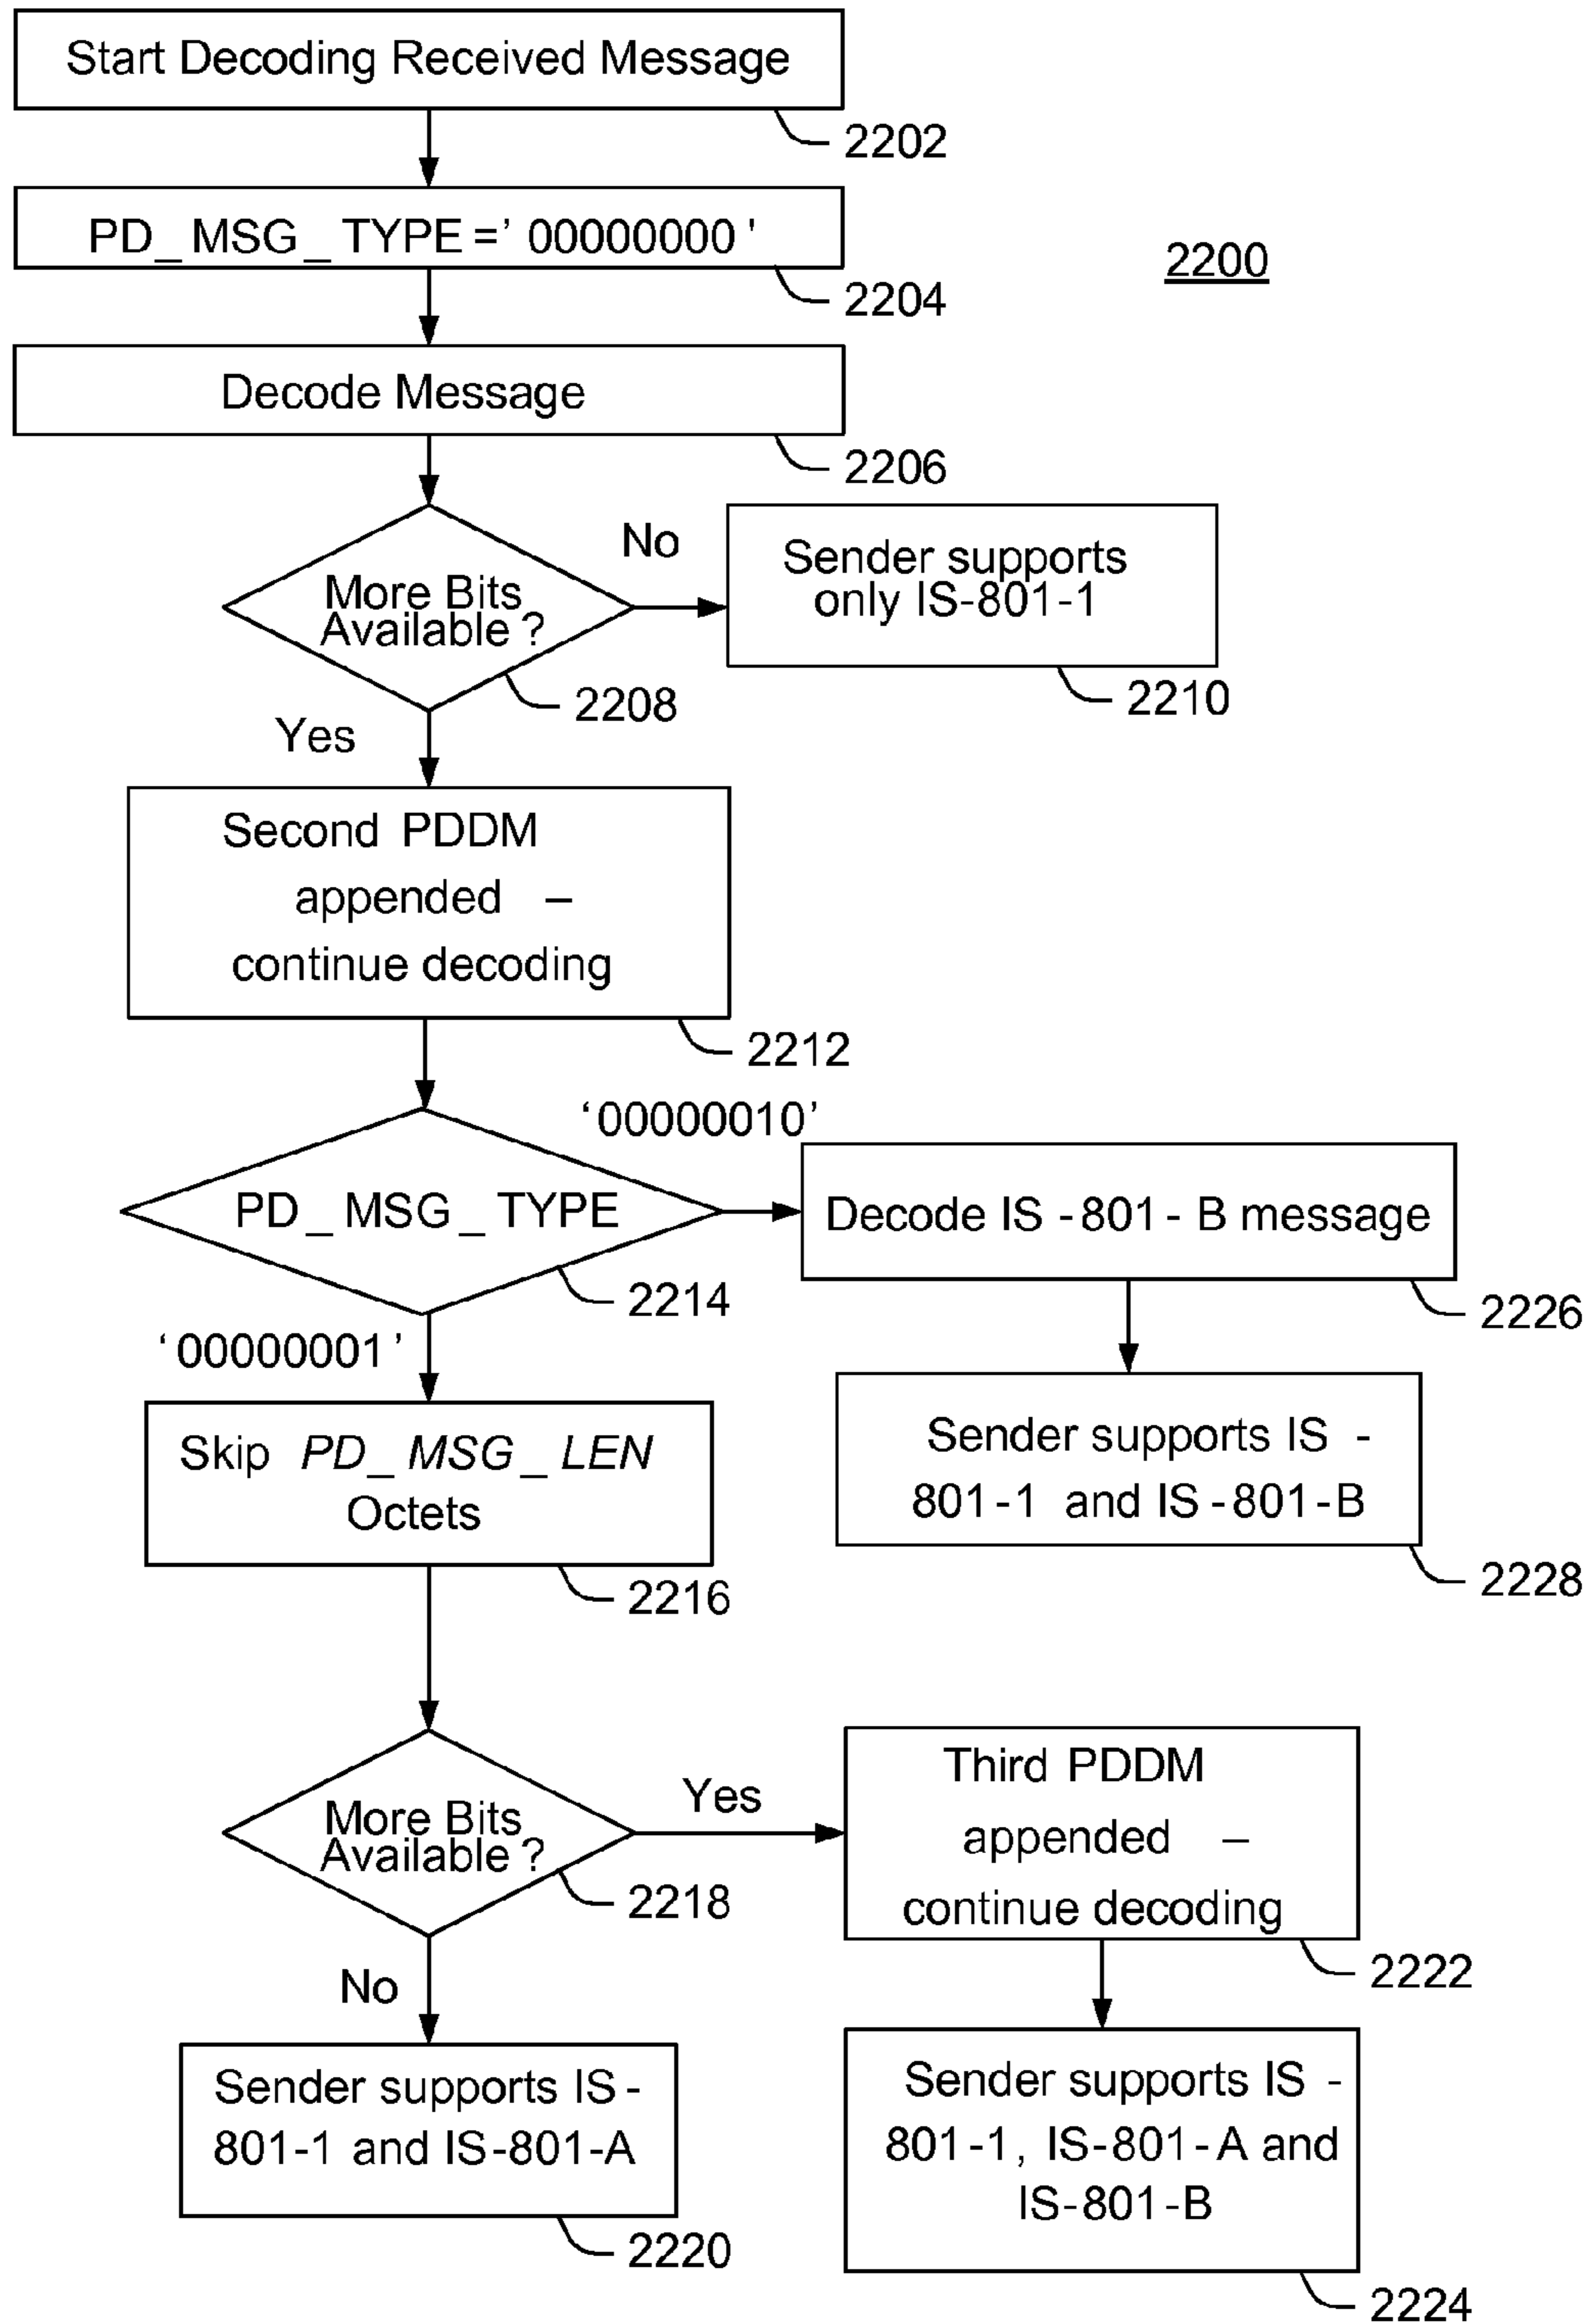 Start Decoding Received Message
2202
PD_MSG_TYPE=' 00000000 '
2200
2204
Decode Message
2206
No
More Bits
Available ?
Sender supports
only IS-801-1
2208
2210
Yes
Second PDDM
appended –
continue decoding
2212
'00000010'
PD_MSG_TYPE
Decode IS -801- B message
2214
2226
'00000001'
Skip PD_MSG_LEN
Octets
Sender supports IS -
801-1 and IS-801-B
2216
2228
More Bits
Available ?
Yes
Third PDDM
appended –
continue decoding
2218
2222
No
Sender supports IS-
801-1 and IS-801-A
2220
Sender supports IS -
801-1, IS-801-A and
IS-801-B
2224